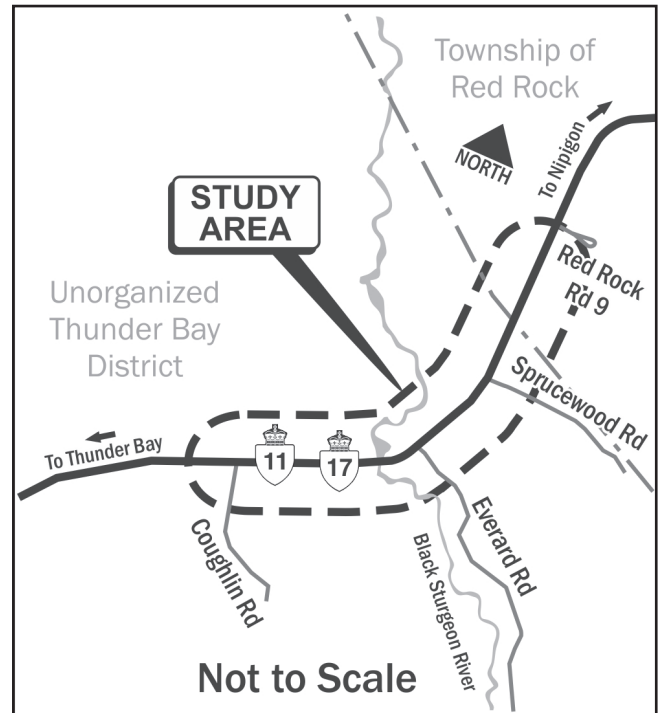 Township of
Red Rock
NORTH
To Nipigon
STUDY
AREA
Red Rock
Rd 9
Unorganized
Thunder Bay
District
Sprucewood Rd
To Thunder Bay
11
17
Coughlin Rd
Everard Rd
Black Sturgeon River
Not to Scale